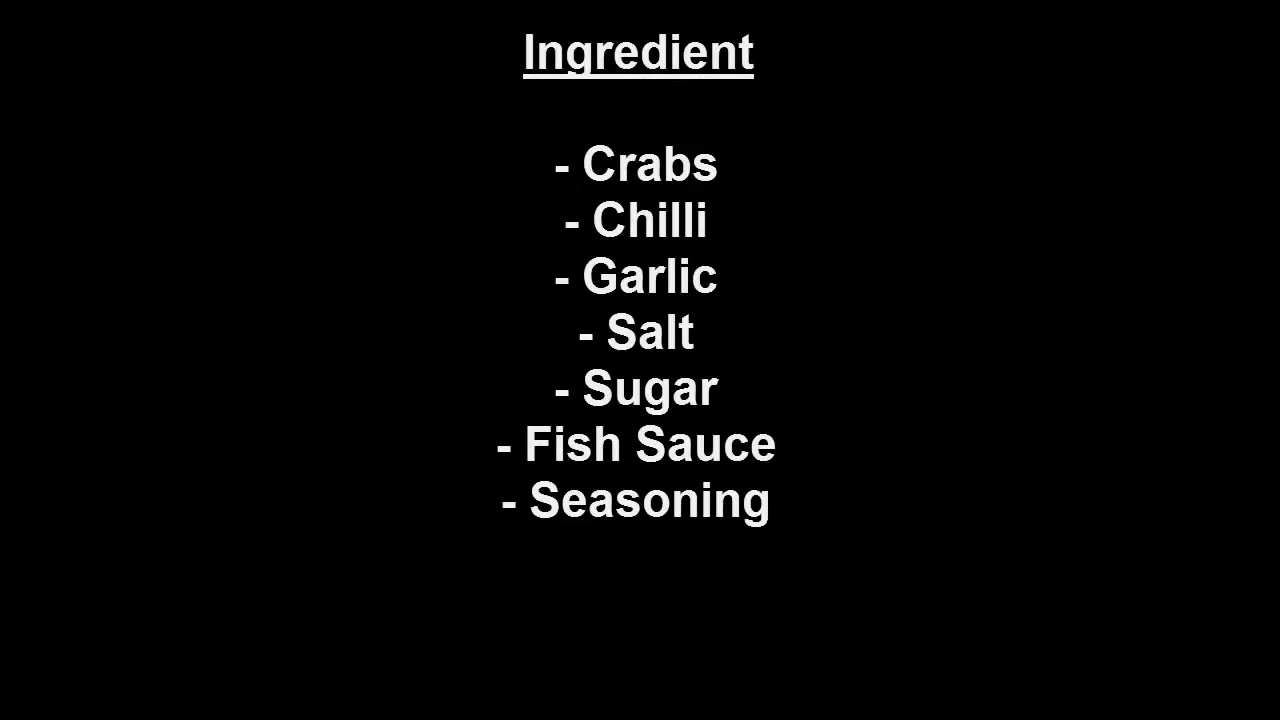 Ingredient
- Crabs
- Chilli
- Garlic
- Salt
- Sugar
- Fish Sauce
- Seasoning